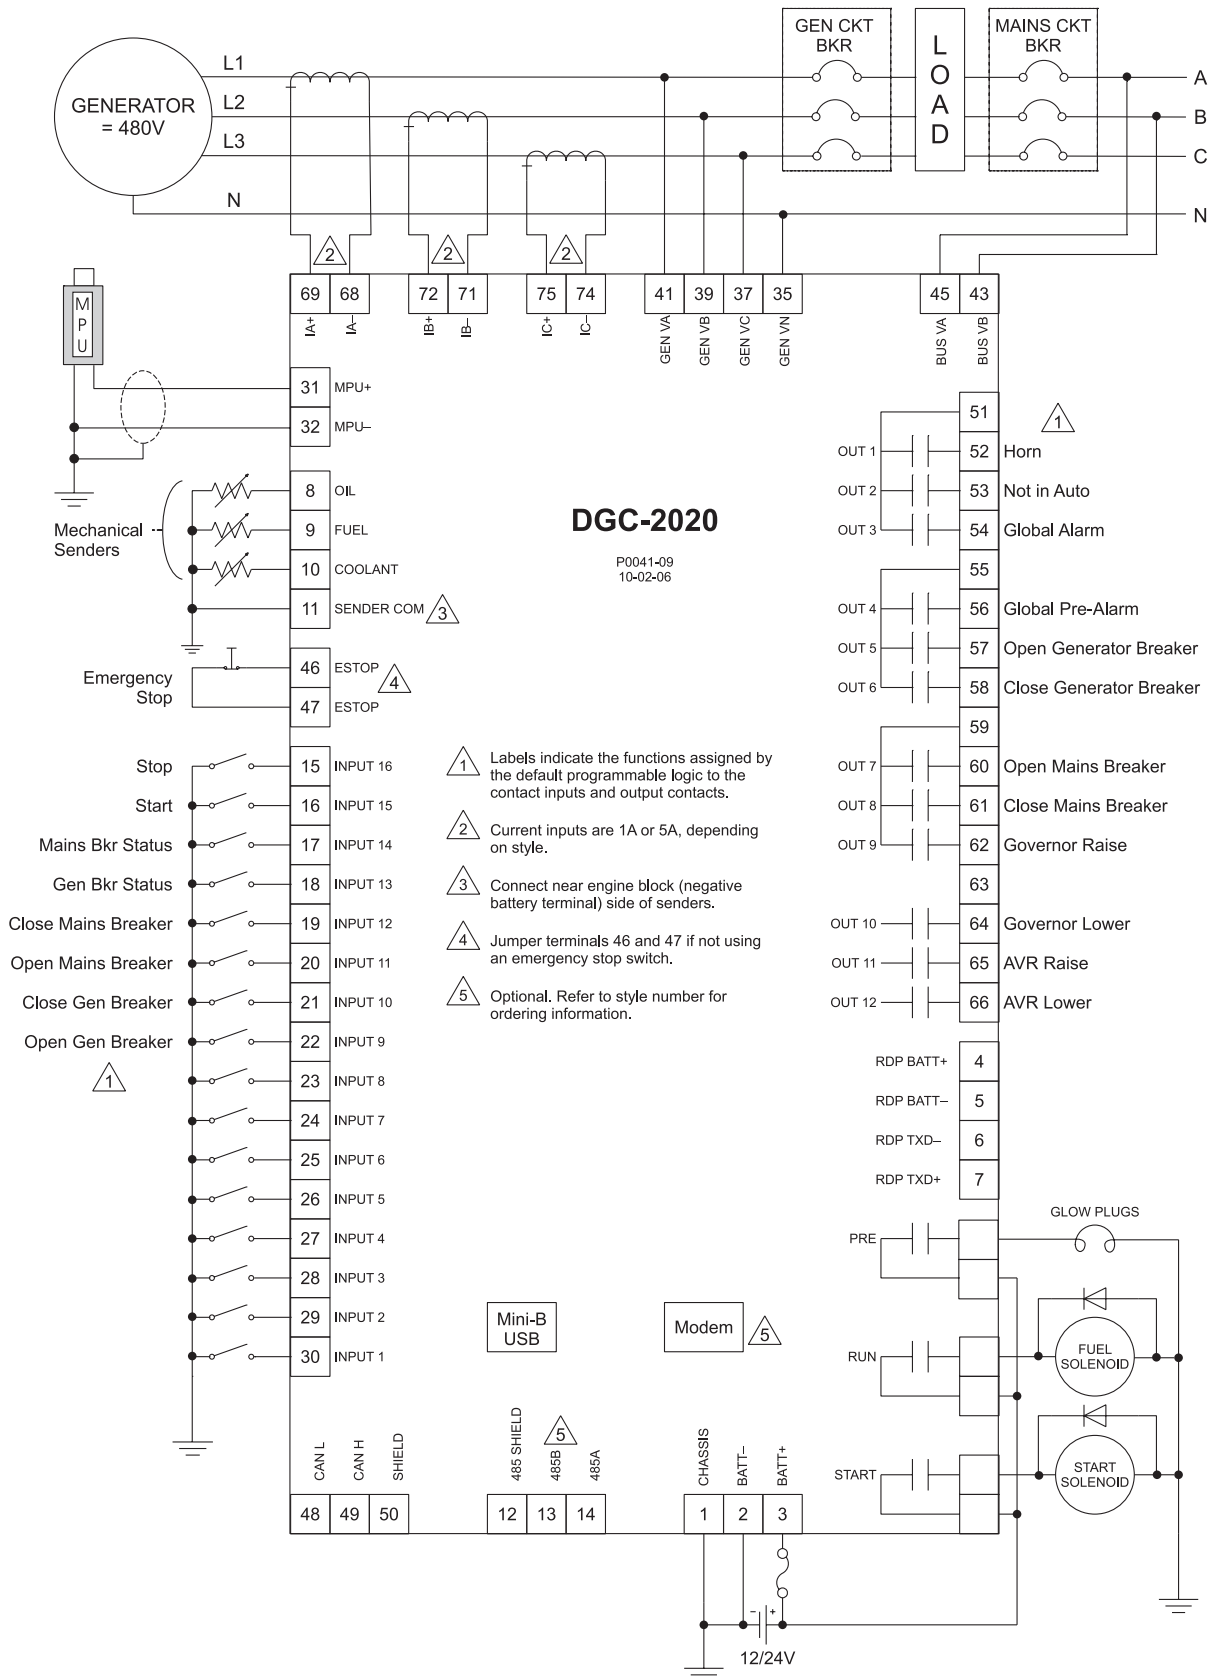 GEN CKT
BKR
L
O
A
D
MAINS CKT
BKR
GENERATOR
= 480V
L1
L2
L3
N
A
B
C
N
2
2
2
69
68
72
71
75
74
41
39
37
35
45
43
IA+
IA–
IB+
IB–
IC+
IC–
GEN VA
GEN VB
GEN VC
GEN VN
BUS VA
BUS VB
M
P
U
31 MPU+
32 MPU–
Mechanical
Senders
8 OIL
9 FUEL
10 COOLANT
11 SENDER COM 3
Emergency
Stop
46 ESTOP
47 ESTOP
4
DGC-2020
P0041-09
10-02-06
51
1
OUT 1 52 Horn
OUT 2 53 Not in Auto
OUT 3 54 Global Alarm
55
OUT 4 56 Global Pre-Alarm
OUT 5 57 Open Generator Breaker
OUT 6 58 Close Generator Breaker
59
OUT 7 60 Open Mains Breaker
OUT 8 61 Close Mains Breaker
OUT 9 62 Governor Raise
63
OUT 10 64 Governor Lower
OUT 11 65 AVR Raise
OUT 12 66 AVR Lower
Stop 15 INPUT 16
Start 16 INPUT 15
Mains Bkr Status 17 INPUT 14
Gen Bkr Status 18 INPUT 13
Close Mains Breaker 19 INPUT 12
Open Mains Breaker 20 INPUT 11
Close Gen Breaker 21 INPUT 10
Open Gen Breaker 22 INPUT 9
1
23 INPUT 8
24 INPUT 7
25 INPUT 6
26 INPUT 5
27 INPUT 4
28 INPUT 3
29 INPUT 2
30 INPUT 1
1 Labels indicate the functions assigned by
the default programmable logic to the
contact inputs and output contacts.
2 Current inputs are 1A or 5A, depending
on style.
3 Connect near engine block (negative
battery terminal) side of senders.
4 Jumper terminals 46 and 47 if not using
an emergency stop switch.
5 Optional. Refer to style number for
ordering information.
RDP BATT+ 4
RDP BATT– 5
RDP TXD– 6
RDP TXD+ 7
PRE
GLOW PLUGS
RUN
FUEL
SOLENOID
START
START
SOLENOID
Mini-B
USB
Modem
5
CAN L
CAN H
SHIELD
485 SHIELD
485B
485A
5
CHASSIS
BATT–
BATT+
48
49
50
12
13
14
1
2
3
- +
12/24V